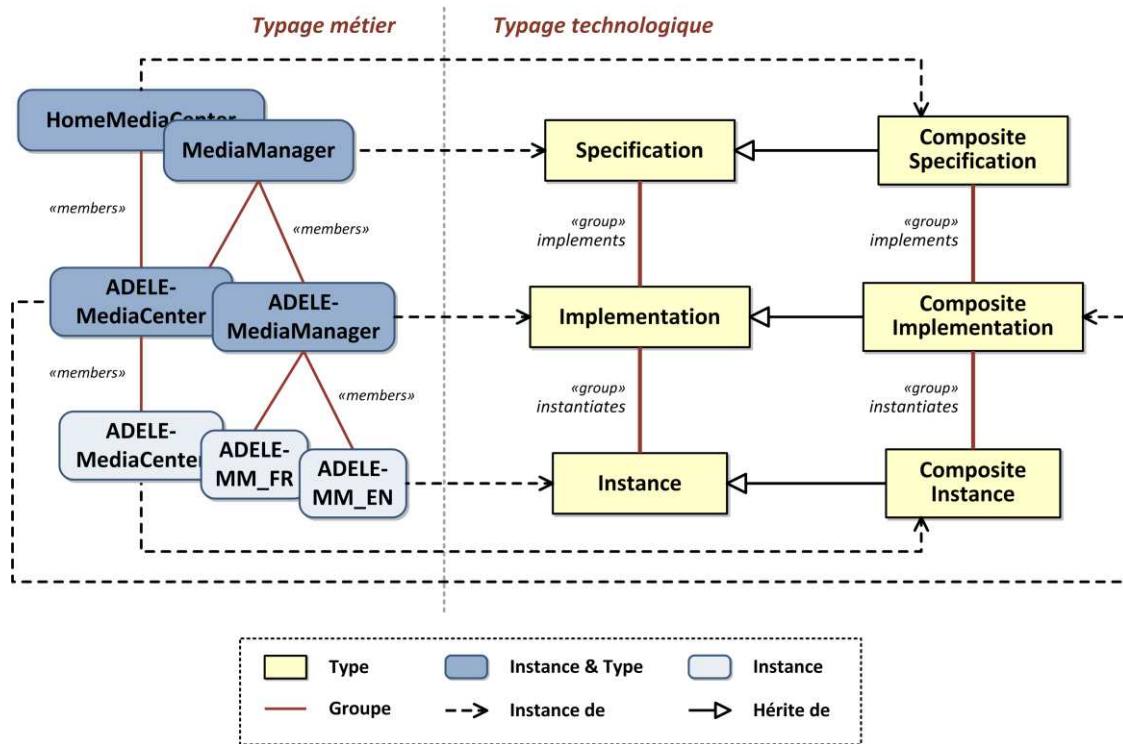 Typage métier
Typage technologique
HomeMediaCenter
MediaManager
Specification
Composite
Specification
«members»
«members»
«group»
implements
«group»
implements
ADELE-
MediaCenter
ADELE-
MediaManager
Implementation
Composite
Implementation
«members»
«members»
«group»
instantiates
«group»
instantiates
ADELE-
MediaCenter
ADELE-
MM_FR
ADELE-
MM_EN
Instance
Composite
Instance
Type
Instance & Type
Instance
Groupe
Instance de
Hérite de